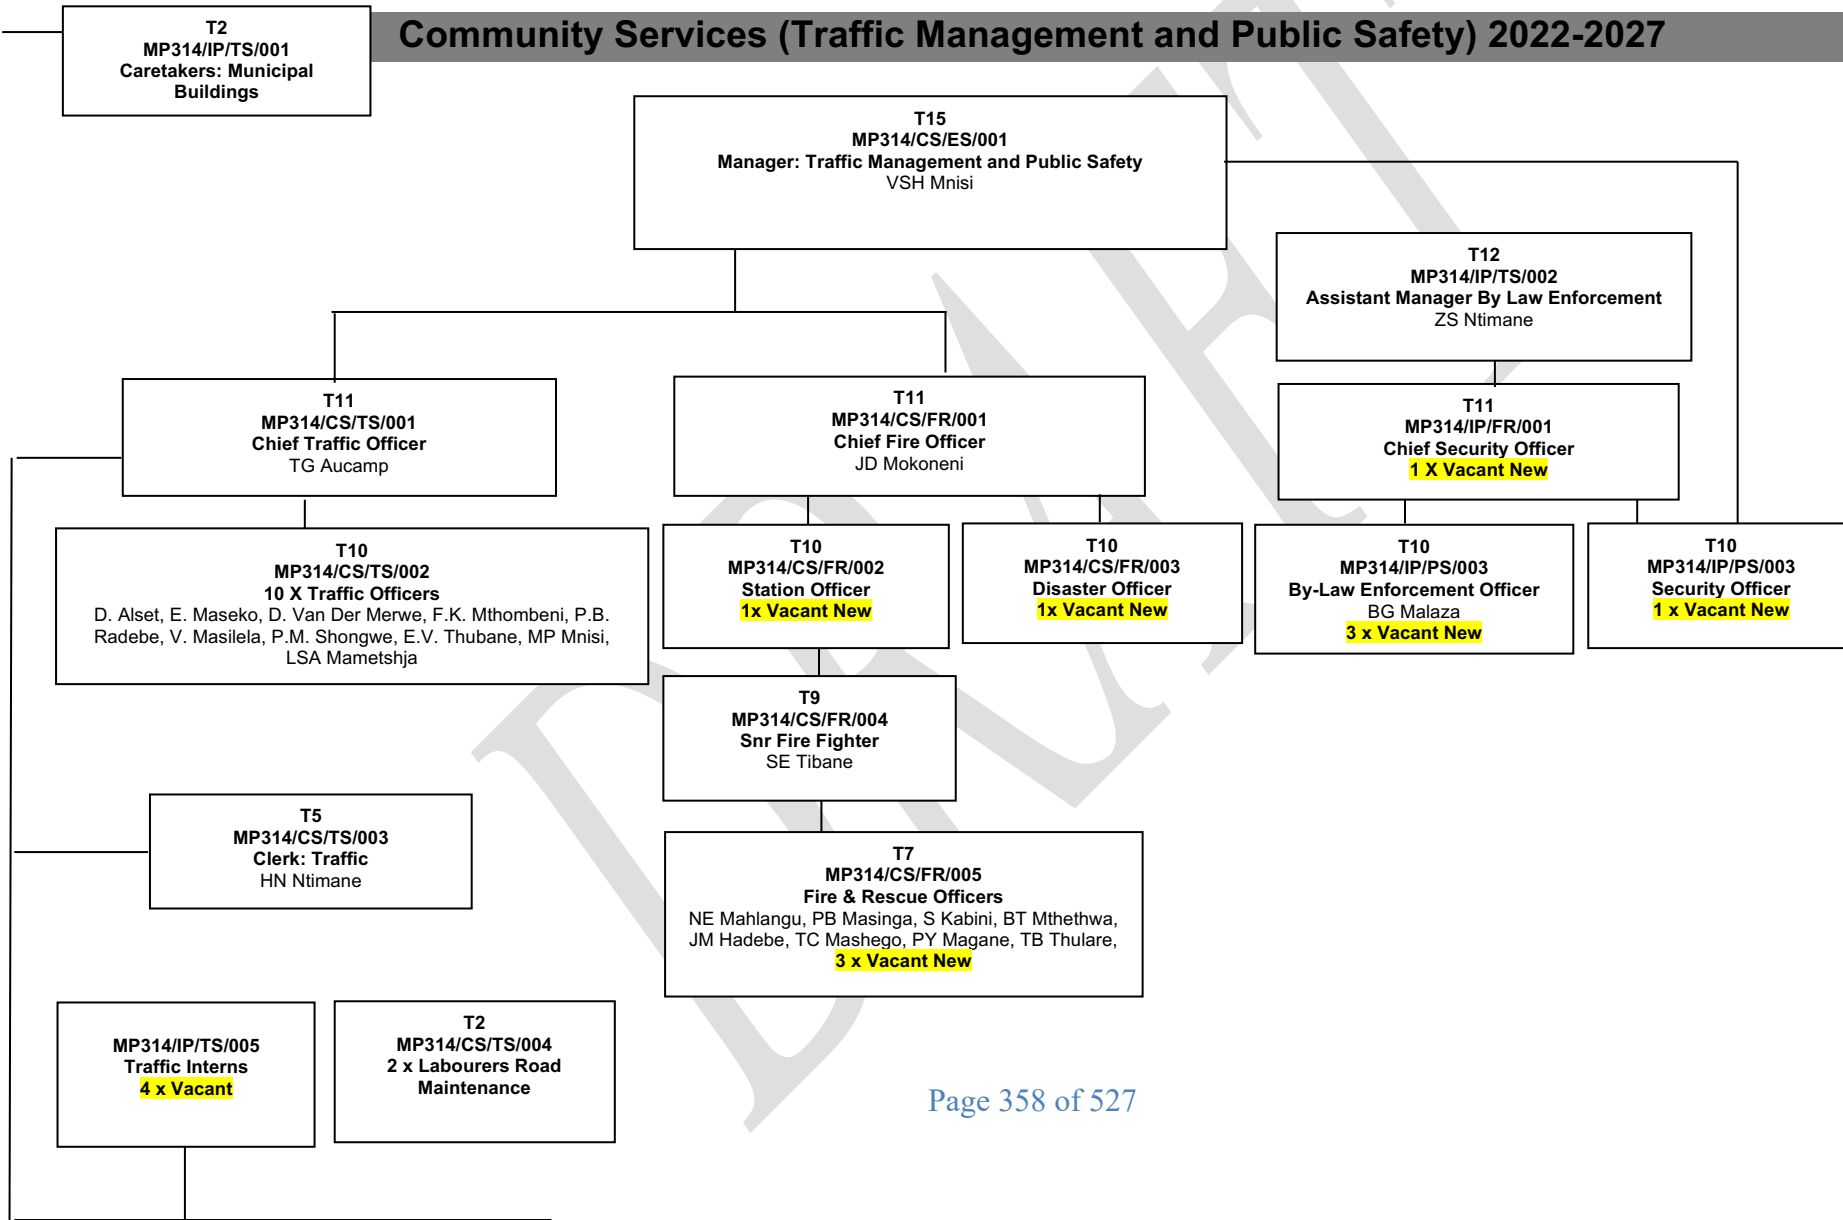 T2
MP314/IP/TS/001
Caretakers: Municipal
Buildings
Community Services (Traffic Management and Public Safety) 2022-2027
T15
MP314/CS/ES/001
Manager: Traffic Management and Public Safety
VSH Mnisi
T12
MP314/IP/TS/002
Assistant Manager By Law Enforcement
ZS Ntimane
T11
MP314/CS/TS/001
Chief Traffic Officer
TG Aucamp
T11
MP314/CS/FR/001
Chief Fire Officer
JD Mokoneni
T11
MP314/IP/FR/001
Chief Security Officer
1 X Vacant New
T10
MP314/CS/TS/002
10 X Traffic Officers
D. Alset, E. Maseko, D. Van Der Merwe, F.K. Mthombeni, P.B.
Radebe, V. Masilela, P.M. Shongwe, E.V. Thubane, MP Mnisi,
LSA Mametshja
T10
MP314/CS/FR/002
Station Officer
1x Vacant New
T10
MP314/CS/FR/003
Disaster Officer
1x Vacant New
T10
MP314/IP/PS/003
By-Law Enforcement Officer
BG Malaza
3 x Vacant New
T10
MP314/IP/PS/003
Security Officer
1 x Vacant New
T9
MP314/CS/FR/004
Snr Fire Fighter
SE Tibane
T5
MP314/CS/TS/003
Clerk: Traffic
HN Ntimane
T7
MP314/CS/FR/005
Fire & Rescue Officers
NE Mahlangu, PB Masinga, S Kabini, BT Mthethwa,
JM Hadebe, TC Mashego, PY Magane, TB Thulare,
3 x Vacant New
MP314/IP/TS/005
Traffic Interns
4 x Vacant
T2
MP314/CS/TS/004
2 x Labourers Road
Maintenance
DRAFT
Page 358 of 527